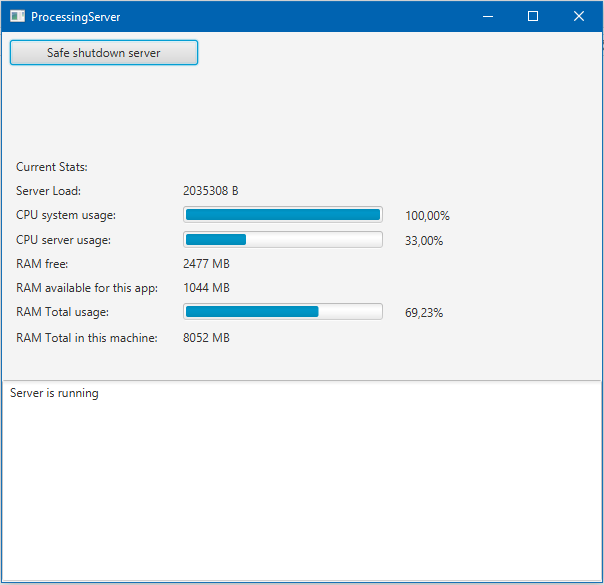 ProcessingServer
Safe shutdown server
Current Stats:
Server Load: 2035308 B
CPU system usage: 100,00%
CPU server usage: 33,00%
RAM free: 2477 MB
RAM available for this app: 1044 MB
RAM Total usage: 69,23%
RAM Total in this machine: 8052 MB
Server is running